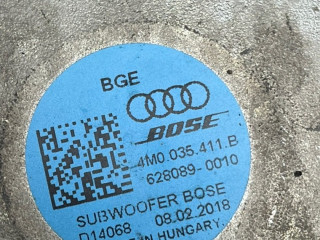 BGE
BOSE
4M0.035.411.B
628089-0010
SUBWOOFER BOSE
D14068 08.02.2018
IN HUNGARY.